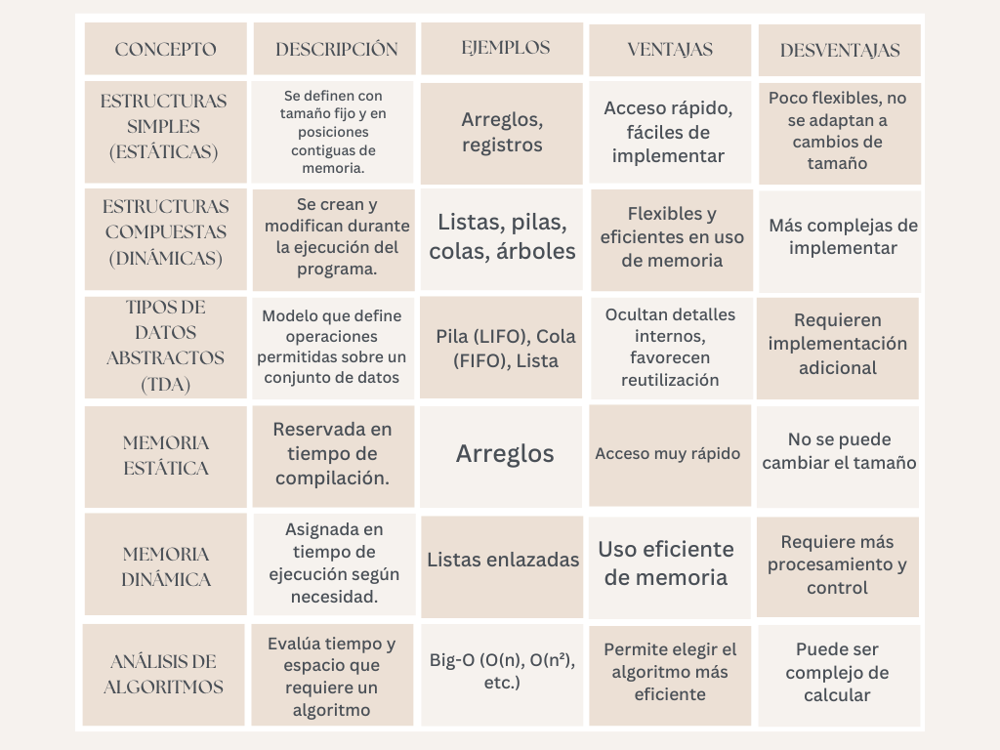 CONCEPTO
DESCRIPCIÓN
EJEMPLOS
VENTAJAS
DESVENTAJAS
ESTRUCTURAS
SIMPLES
(ESTÁTICAS)
Se definen con
tamaño fijo y en
posiciones
contiguas de
memoria.
Arreglos,
registros
Acceso rápido,
fáciles de
implementar
Poco flexibles, no
se adaptan a
cambios de
tamaño
ESTRUCTURAS
COMPUESTAS
(DINÁMICAS)
Se crean y
modifican durante
la ejecución del
programa.
Listas, pilas,
colas, árboles
Flexibles y
eficientes en uso
de memoria
Más complejas de
implementar
TIPOS DE
DATOS
ABSTRACTOS
(TDA)
Modelo que define
operaciones
permitidas sobre un
conjunto de datos
Pila (LIFO), Cola
(FIFO), Lista
Ocultan detalles
internos,
favorecen
reutilización
Requieren
implementación
adicional
MEMORIA
ESTÁTICA
Reservada en
tiempo de
compilación.
Arreglos
Acceso muy rápido
No se puede
cambiar el tamaño
MEMORIA
DINÁMICA
Asignada en
tiempo de
ejecución según
necesidad.
Listas enlazadas
Uso eficiente
de memoria
Requiere más
procesamiento y
control
ANÁLISIS DE
ALGORITMOS
Evalúa tiempo y
espacio que
requiere un
algoritmo
Big-O (O(n), O(n²),
etc.)
Permite elegir el
algoritmo más
eficiente
Puede ser
complejo de
calcular